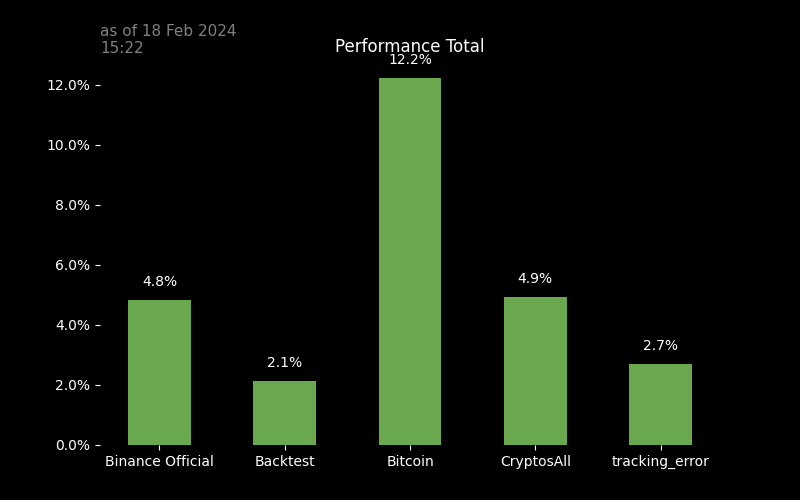 as of 18 Feb 2024
15:22
Performance Total
12.2%
12.0%
10.0%
8.0%
6.0%
4.8%
4.9%
4.0%
2.7%
2.1%
2.0%
0.0%
Binance Official
Backtest
Bitcoin
CryptosAll
tracking_error